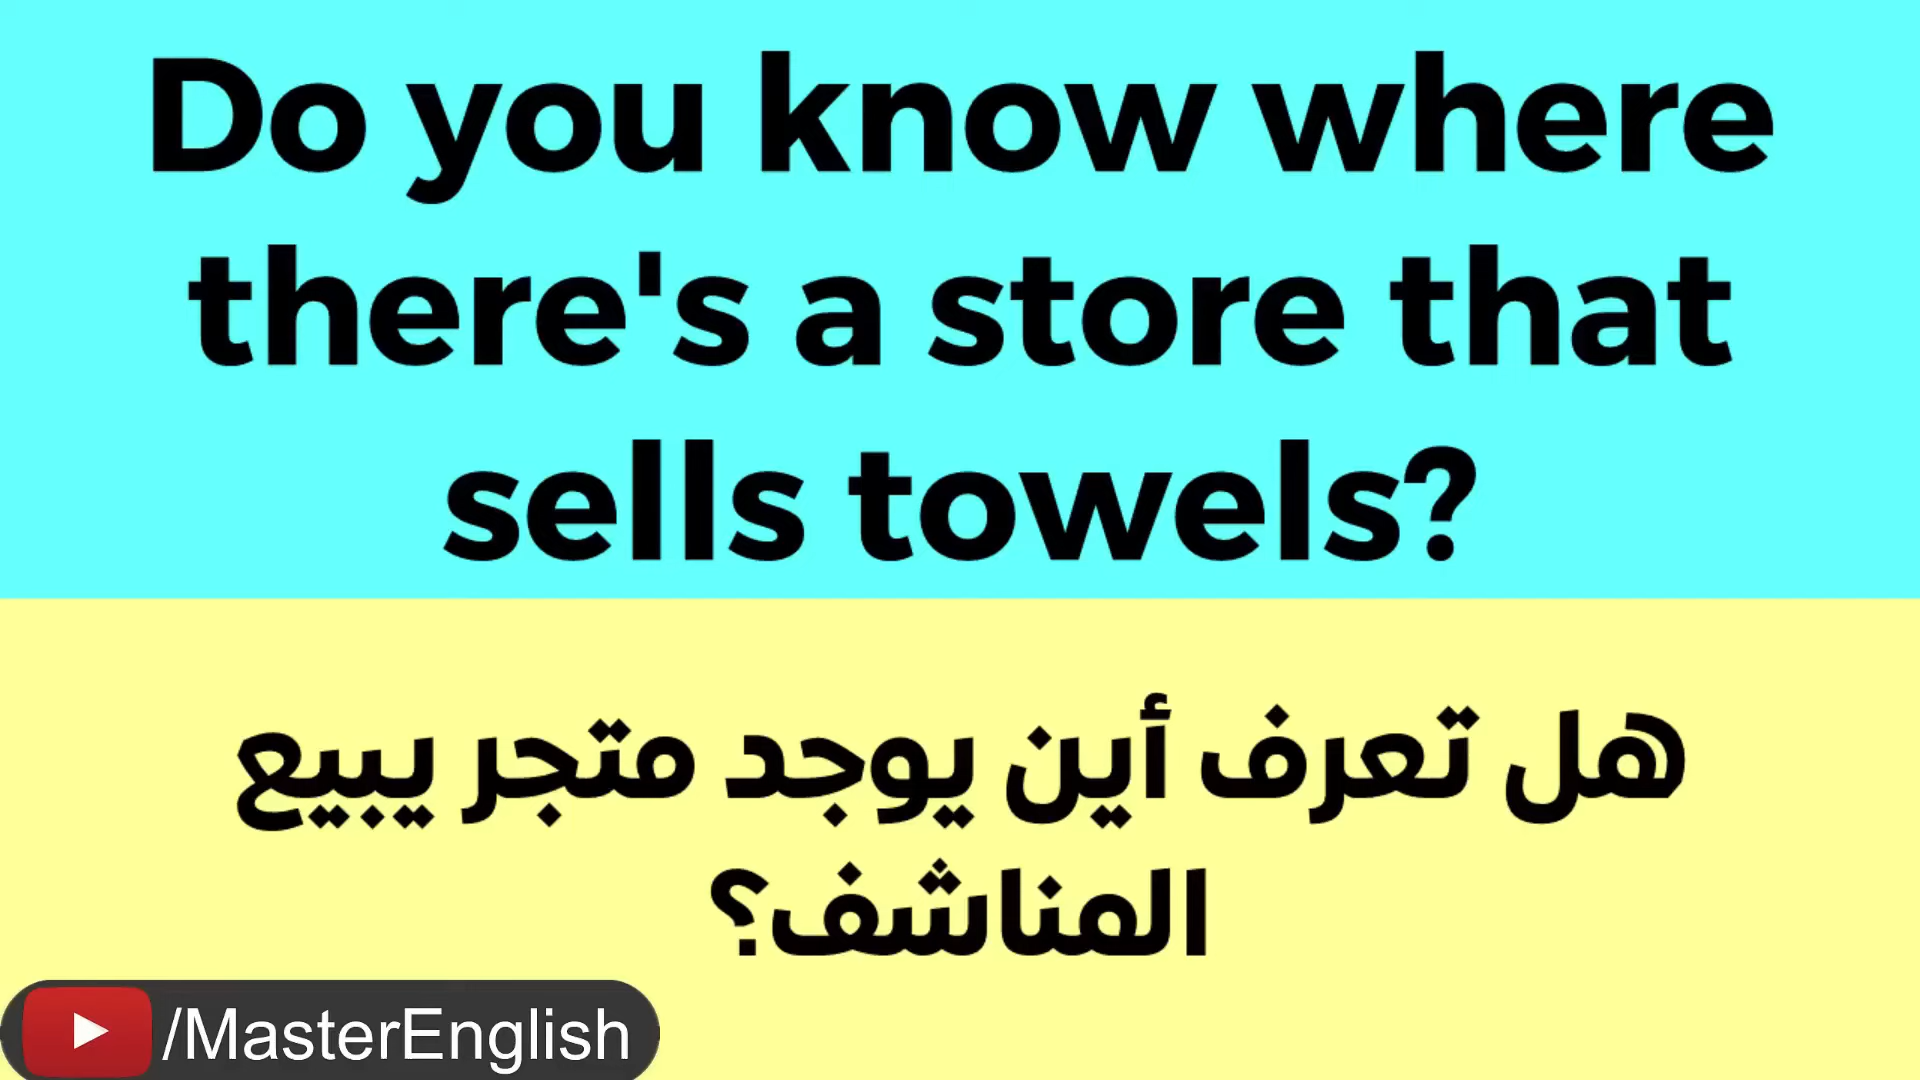 Do you know where
there's a store that
sells towels?
هل تعرف أين يوجد متجر يبيع
المناشف؟
/MasterEnglish